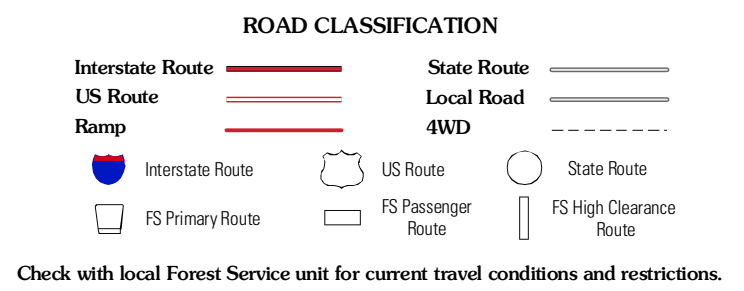 ROAD CLASSIFICATION
Interstate Route
State Route
US Route
Local Road
Ramp
4WD
Interstate Route
US Route
State Route
FS Primary Route
FS Passenger
Route
FS High Clearance
Route
Check with local Forest Service unit for current travel conditions and restrictions.